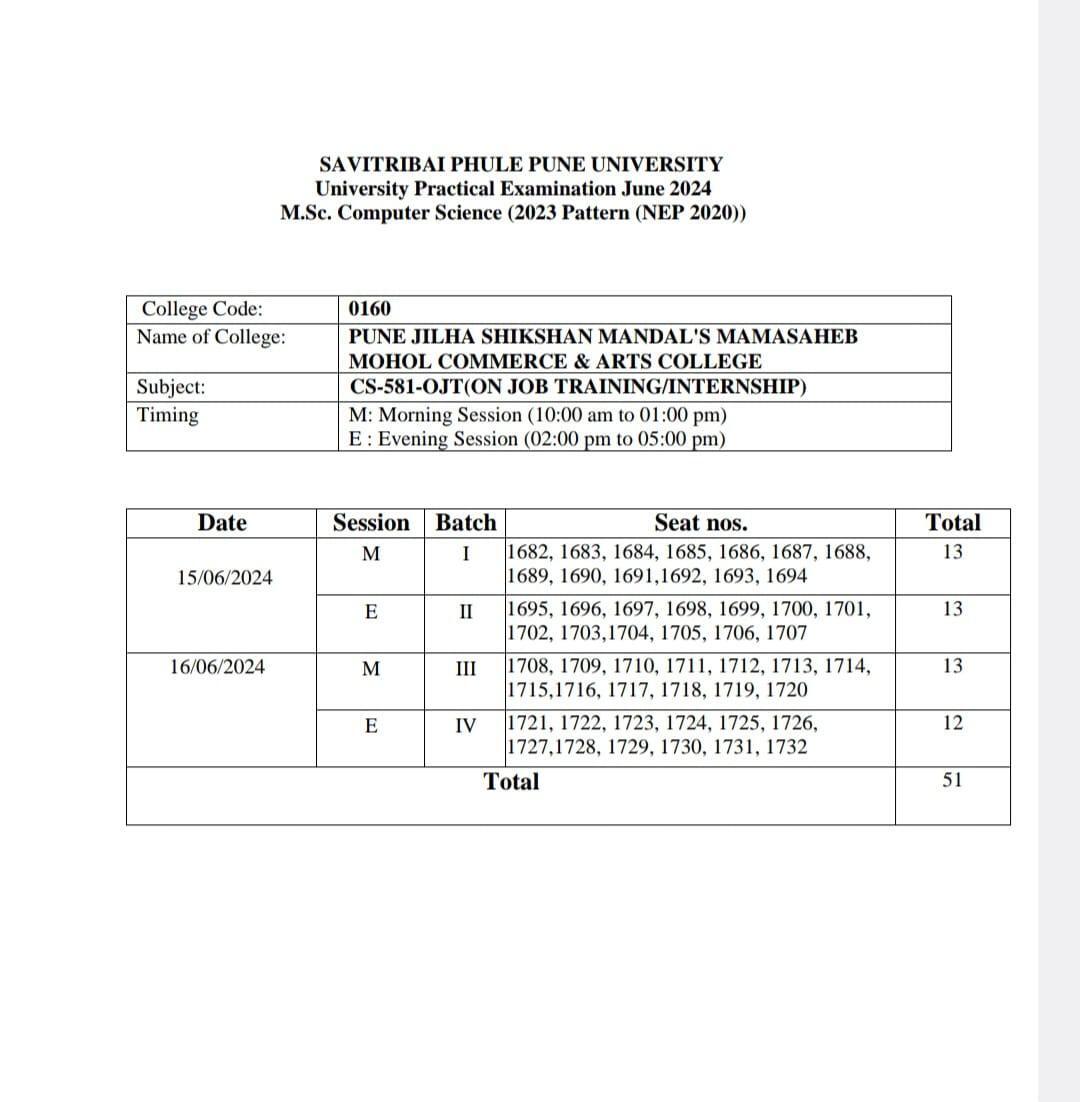 SAVITRIBAI PHULE PUNE UNIVERSITY
University Practical Examination June 2024
M.Sc. Computer Science (2023 Pattern (NEP 2020))
College Code: 0160
Name of College: PUNE JILHA SHIKSHAN MANDAL'S MAMASAHEB
MOHOL COMMERCE & ARTS COLLEGE
Subject: CS-581-OJT(ON JOB TRAINING/INTERNSHIP)
Timing M: Morning Session (10:00 am to 01:00 pm)
E : Evening Session (02:00 pm to 05:00 pm)
Date Session Batch Seat nos. Total
15/06/2024 M I 1682, 1683, 1684, 1685, 1686, 1687, 1688, 13
1689, 1690, 1691,1692, 1693, 1694
E II 1695, 1696, 1697, 1698, 1699, 1700, 1701, 13
1702, 1703,1704, 1705, 1706, 1707
16/06/2024 M III 1708, 1709, 1710, 1711, 1712, 1713, 1714, 13
1715,1716, 1717, 1718, 1719, 1720
E IV 1721, 1722, 1723, 1724, 1725, 1726, 12
1727,1728, 1729, 1730, 1731, 1732
Total 51